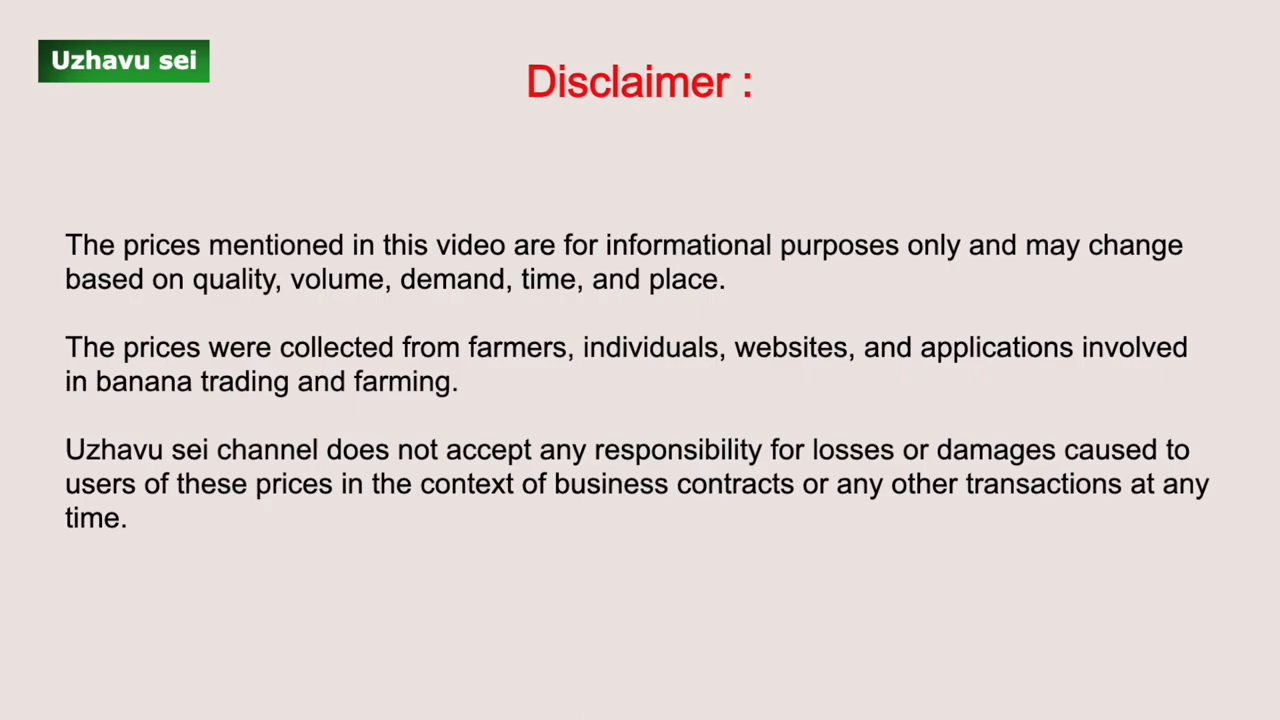 Uzhavu sei
Disclaimer :
The prices mentioned in this video are for informational purposes only and may change
based on quality, volume, demand, time, and place.
The prices were collected from farmers, individuals, websites, and applications involved
in banana trading and farming.
Uzhavu sei channel does not accept any responsibility for losses or damages caused to
users of these prices in the context of business contracts or any other transactions at any
time.